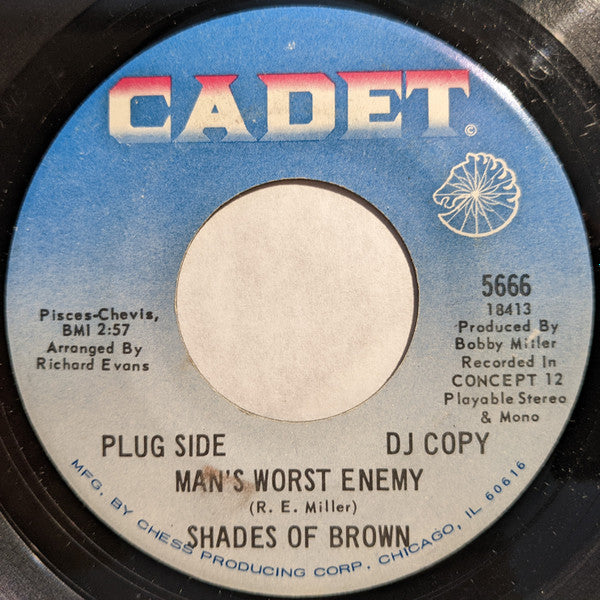 CADET
©
5666
18413
Produced By
Bobby Miller
Recorded In
CONCEPT 12
Playable Stereo
& Mono
Pisces-Chevis,
BMI 2:57
Arranged By
Richard Evans
PLUG SIDE
DJ COPY
MAN'S WORST ENEMY
(R. E. Miller)
SHADES OF BROWN
MFG. BY CHESS PRODUCING CORP. CHICAGO, IL 60616